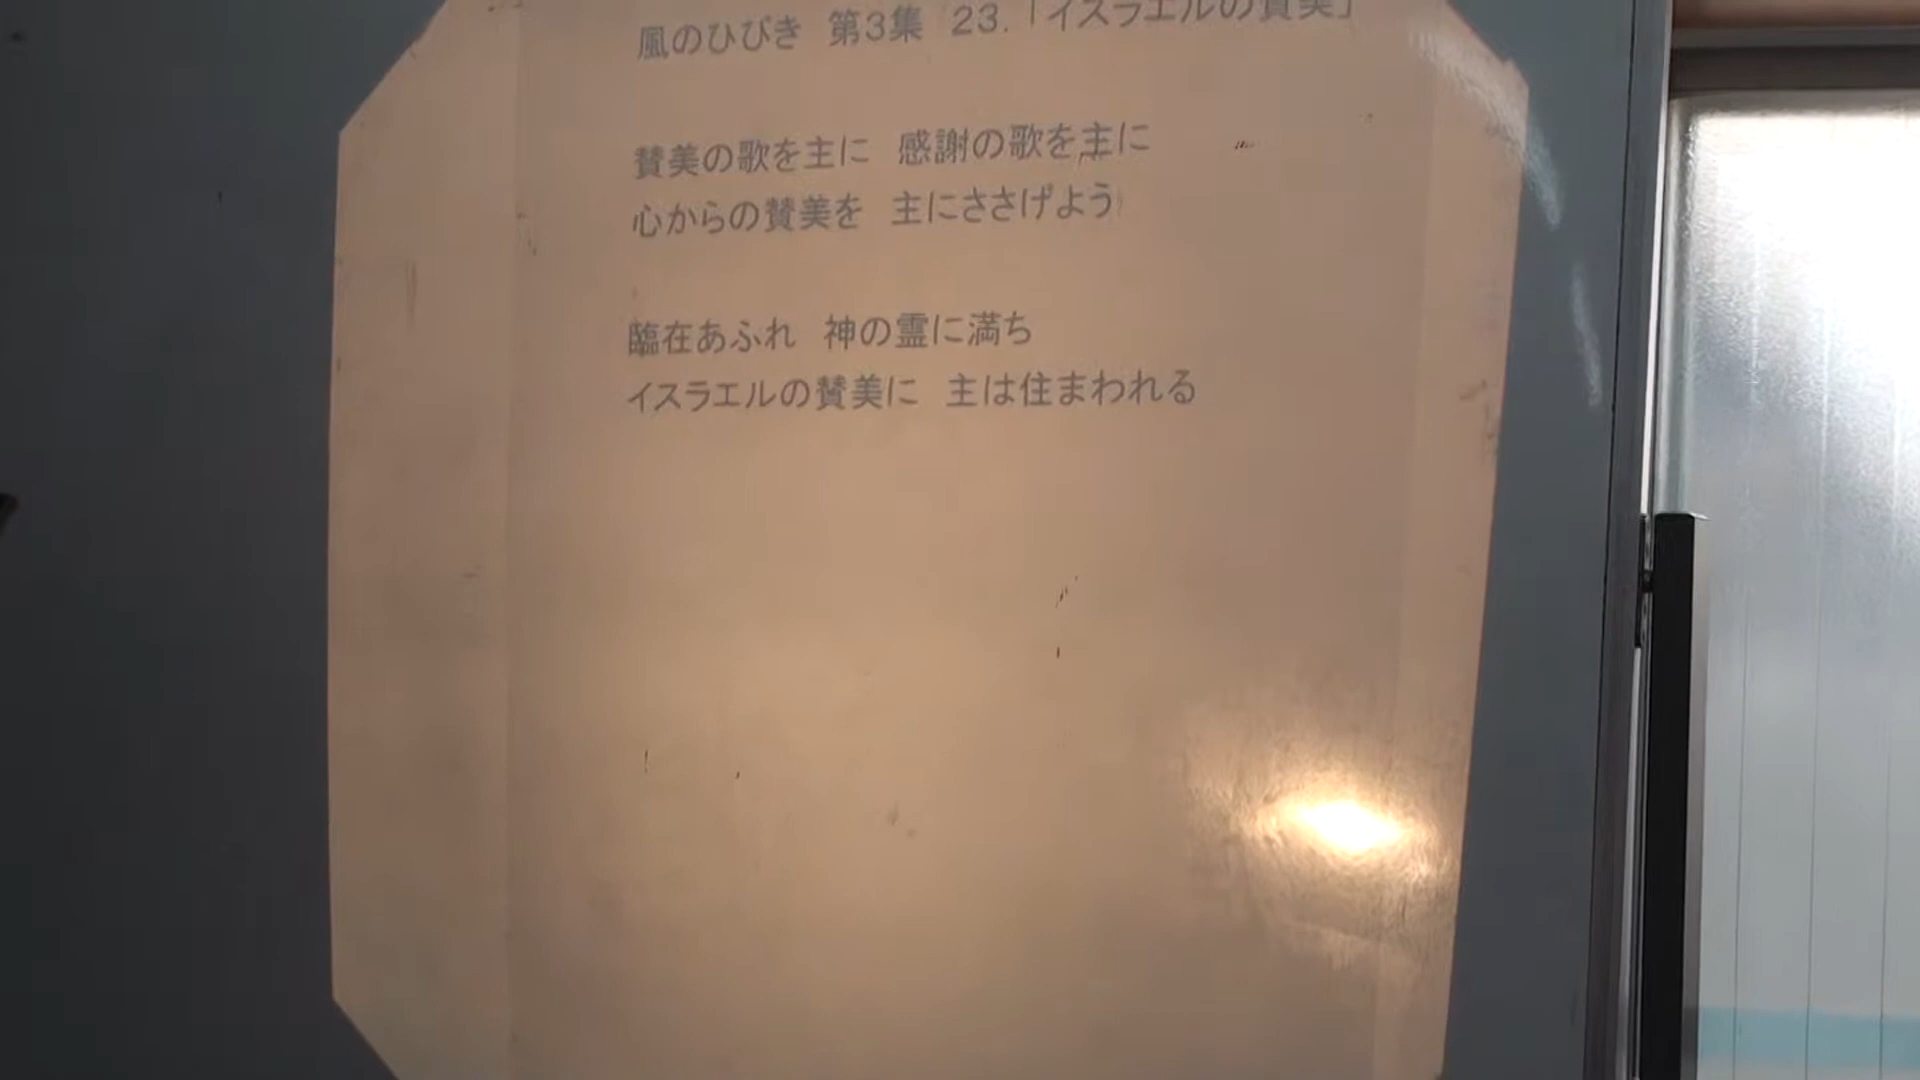 風のひびき 第3集 23.「イスラエルの賛美」
賛美の歌を主に 感謝の歌を主に
心からの賛美を 主にささげよう
臨在あふれ 神の霊に満ち
イスラエルの賛美に 主は住まわれる